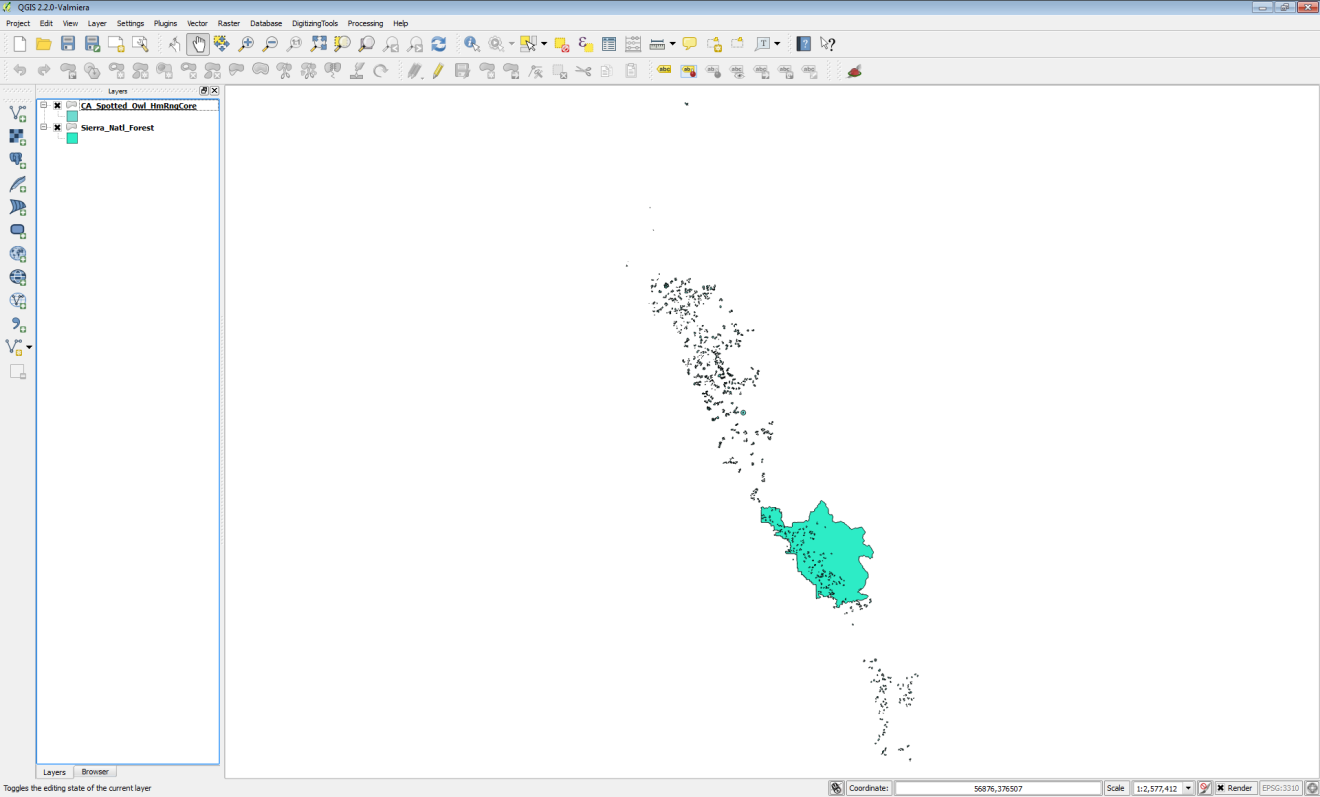 QGIS 2.2.0-Valmiera
Project Edit View Layer Settings Plugins Vector Raster Database DigitizingTools Processing Help
Layers
CA_Spotted_Owl_HmRngCore
Sierra_Natl_Forest
Layers Browser
Toggles the editing state of the current layer
Coordinate: 56876,376507 Scale 1:2,577,412 Render EPSG:3310